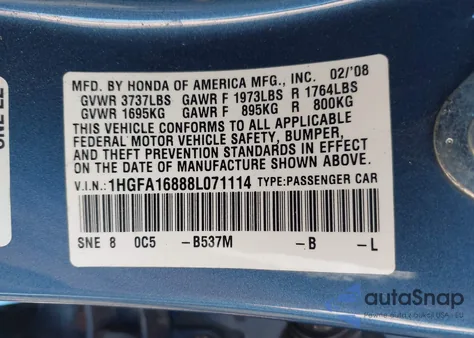 MFD. BY HONDA OF AMERICA MFG., INC. 02/'08
GVWR 3737LBS GAWR F 1973LBS R 1764LBS
GVWR 1695KG GAWR F 895KG R 800KG
THIS VEHICLE CONFORMS TO ALL APPLICABLE
FEDERAL MOTOR VEHICLE SAFETY, BUMPER,
AND THEFT PREVENTION STANDARDS IN EFFECT
ON THE DATE OF MANUFACTURE SHOWN ABOVE.
V.I.N.: 1HGFA16888L071114 TYPE:PASSENGER CAR
SNE 8 0C5 -B537M -B -L
autoSnap